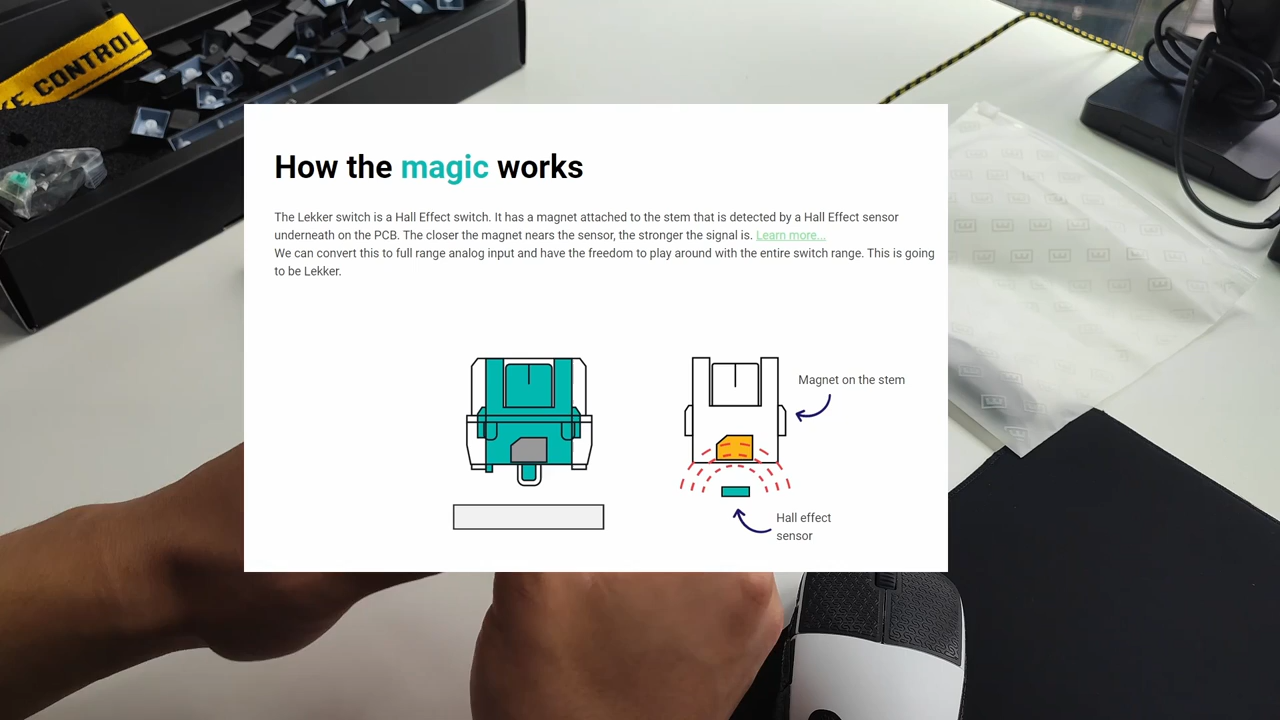 KE CONTROL
How the magic works
The Lekker switch is a Hall Effect switch. It has a magnet attached to the stem that is detected by a Hall Effect sensor
underneath on the PCB. The closer the magnet nears the sensor, the stronger the signal is. Learn more...
We can convert this to full range analog input and have the freedom to play around with the entire switch range. This is going
to be Lekker.
Magnet on the stem
Hall effect
sensor